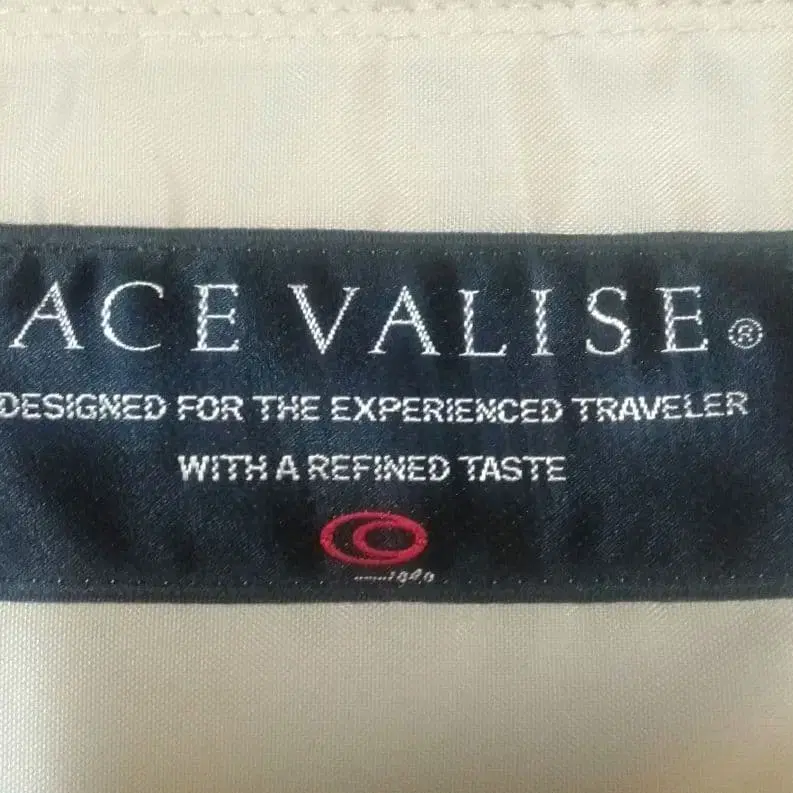 ACE VALISE®
DESIGNED FOR THE EXPERIENCED TRAVELER
WITH A REFINED TASTE